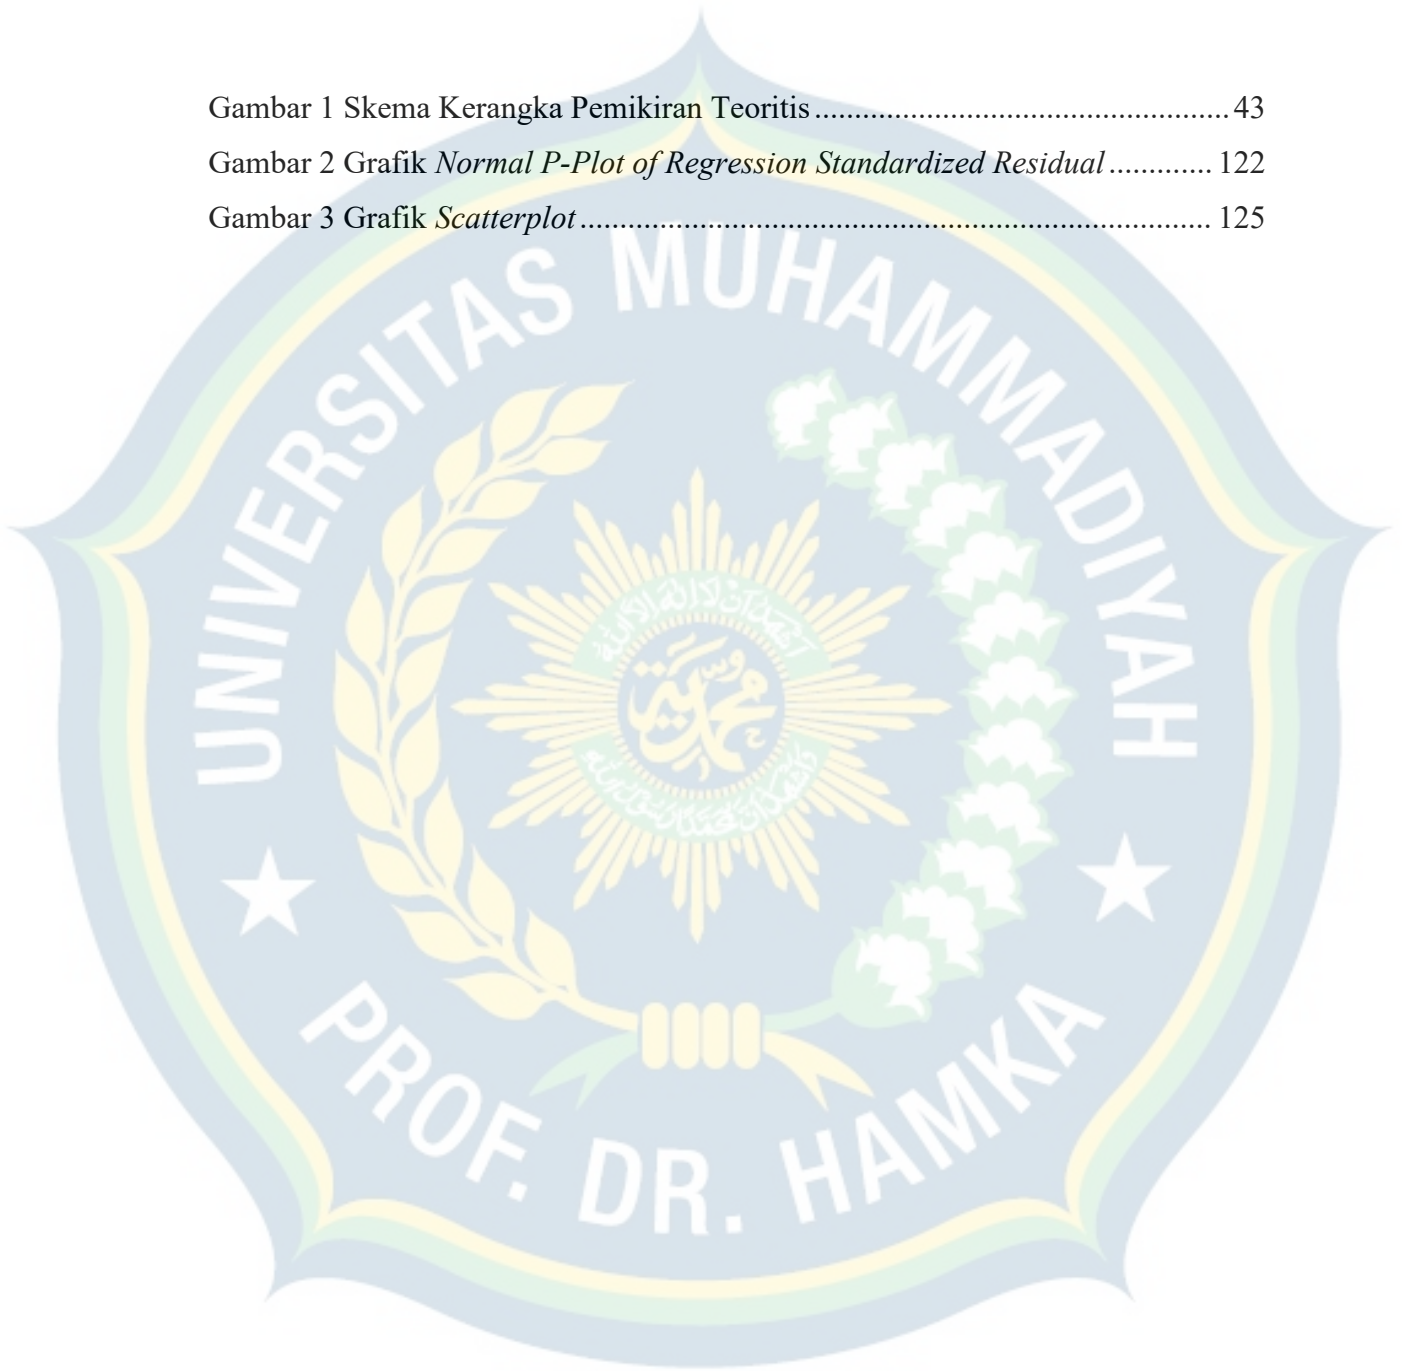 Gambar 1 Skema Kerangka Pemikiran Teoritis.................................................... 43
Gambar 2 Grafik Normal P-Plot of Regression Standardized Residual ............. 122
Gambar 3 Grafik Scatterplot............................................................................... 125
UNIVERSITAS MUHAMMADIYAH
PROF. DR. HAMKA
محمدية